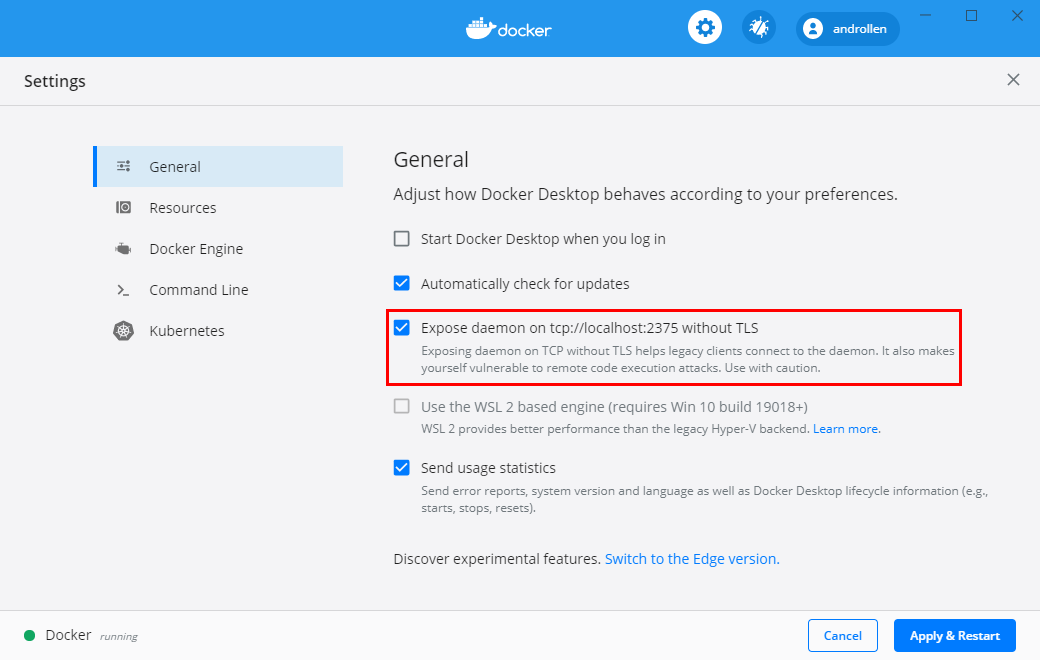 docker
androllen
Settings
General
Resources
Docker Engine
Command Line
Kubernetes
General
Adjust how Docker Desktop behaves according to your preferences.
Start Docker Desktop when you log in
Automatically check for updates
Expose daemon on tcp://localhost:2375 without TLS
Exposing daemon on TCP without TLS helps legacy clients connect to the daemon. It also makes
yourself vulnerable to remote code execution attacks. Use with caution.
Use the WSL 2 based engine (requires Win 10 build 19018+)
WSL 2 provides better performance than the legacy Hyper-V backend. Learn more.
Send usage statistics
Send error reports, system version and language as well as Docker Desktop lifecycle information (e.g.,
starts, stops, resets).
Discover experimental features. Switch to the Edge version.
Docker running
Cancel
Apply & Restart